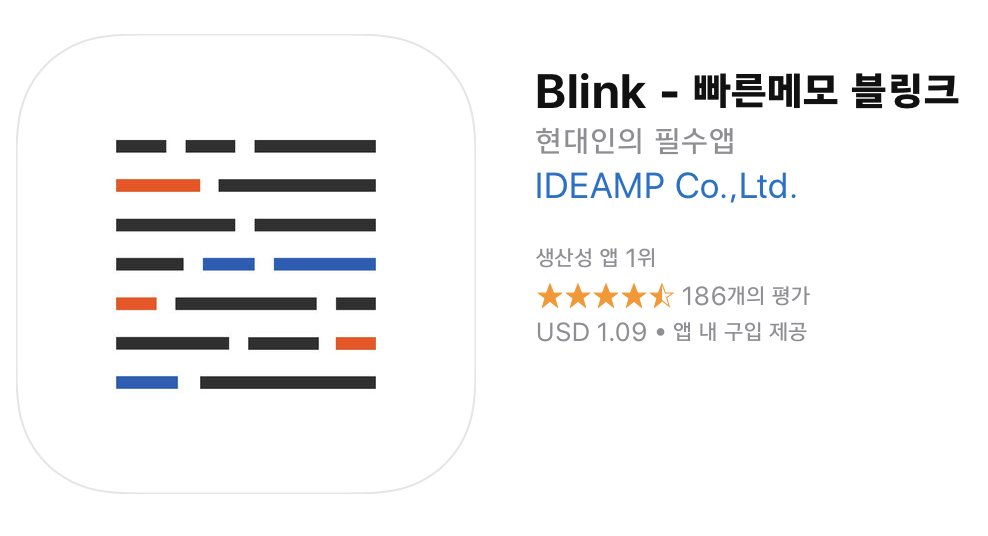 Blink - 빠른메모 블링크
현대인의 필수앱
IDEAMP Co.,Ltd.
생산성 앱 1위
186개의 평가
USD 1.09 • 앱 내 구입 제공